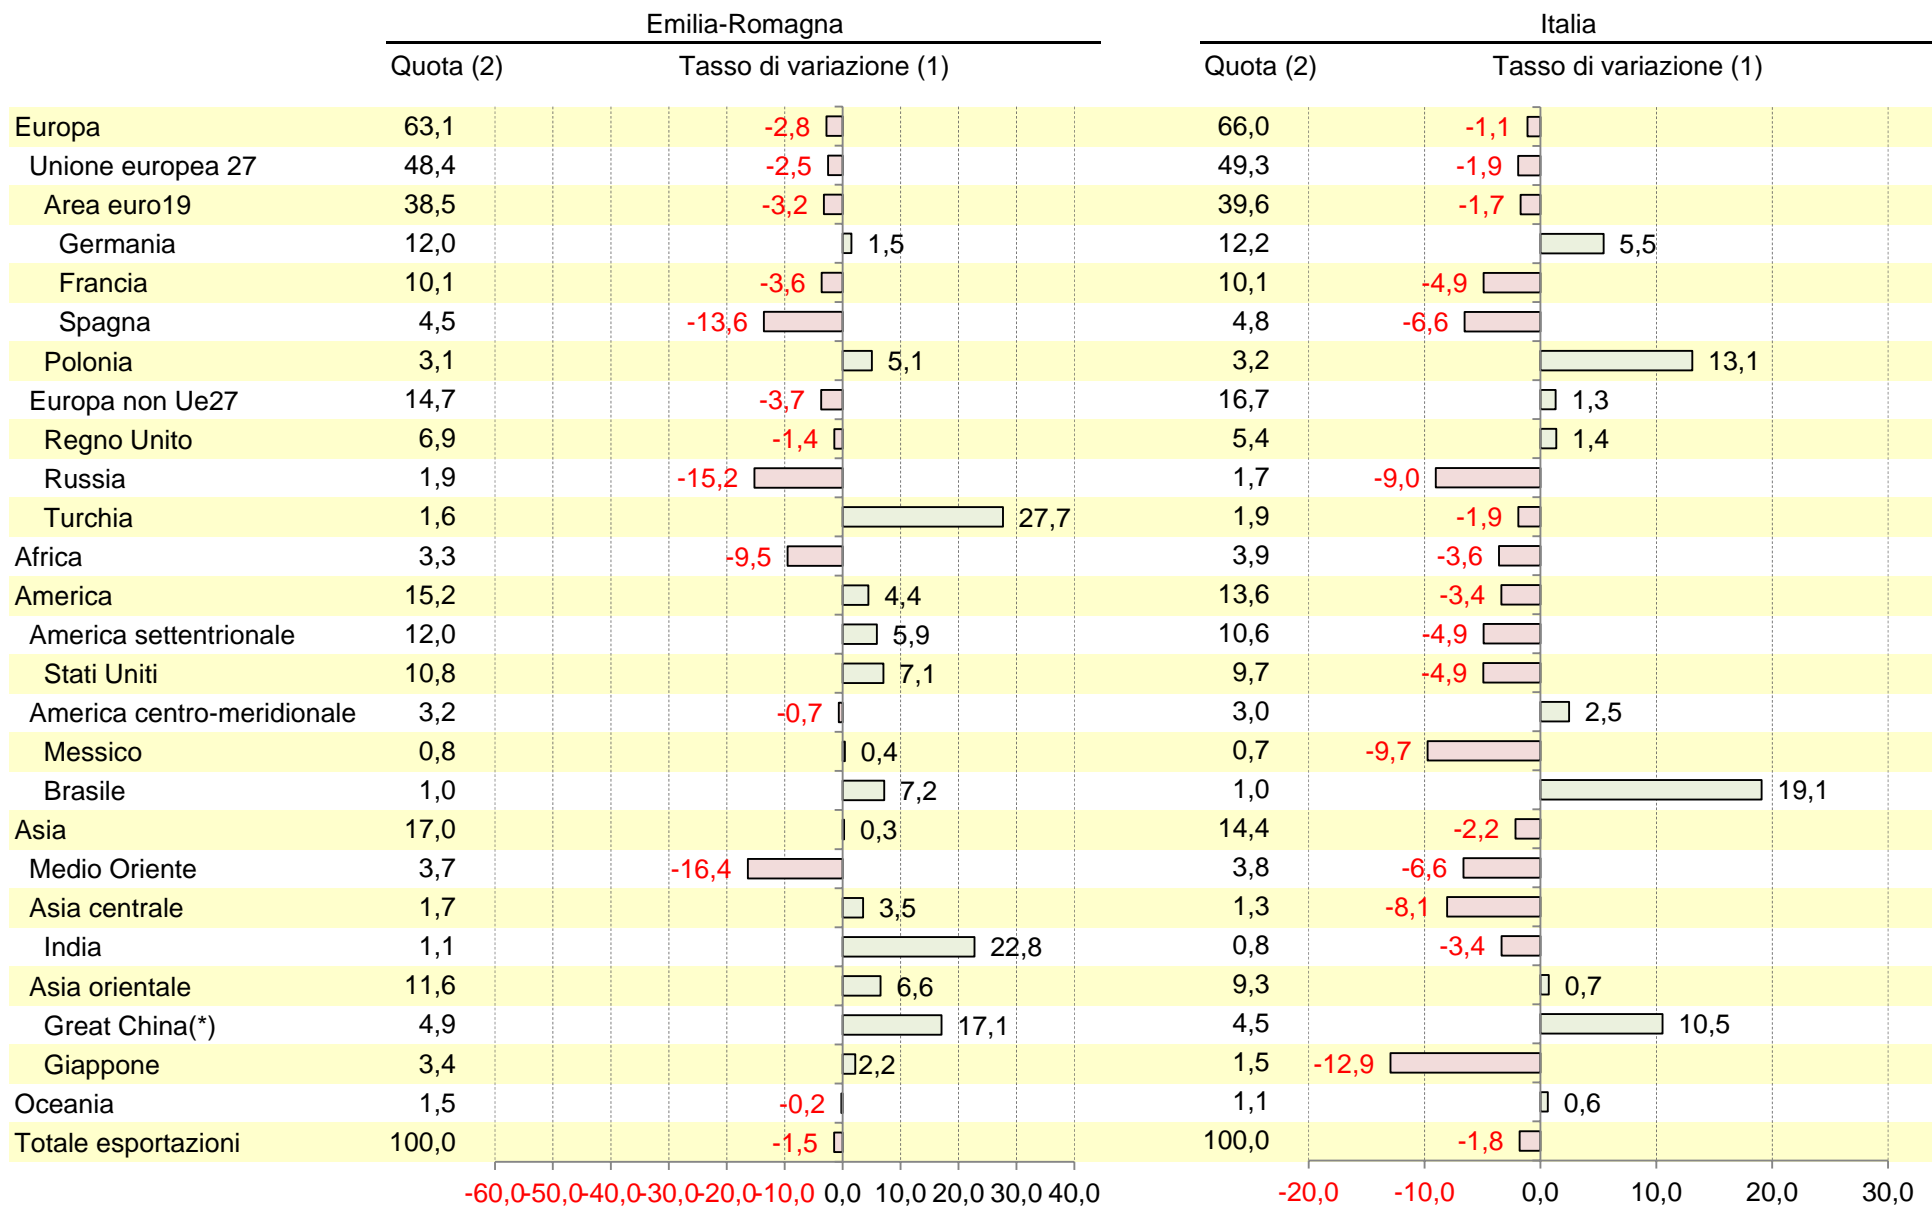 Emilia-Romagna Italia
Quota (2) Tasso di variazione (1) Quota (2) Tasso di variazione (1)
Europa 63,1 -2,8 66,0 -1,1
Unione europea 27 48,4 -2,5 49,3 -1,9
Area euro19 38,5 -3,2 39,6 -1,7
Germania 12,0 1,5 12,2 5,5
Francia 10,1 -3,6 10,1 -4,9
Spagna 4,5 -13,6 4,8 -6,6
Polonia 3,1 5,1 3,2 13,1
Europa non Ue27 14,7 -3,7 16,7 1,3
Regno Unito 6,9 -1,4 5,4 1,4
Russia 1,9 -15,2 1,7 -9,0
Turchia 1,6 27,7 1,9 -1,9
Africa 3,3 -9,5 3,9 -3,6
America 15,2 4,4 13,6 -3,4
America settentrionale 12,0 5,9 10,6 -4,9
Stati Uniti 10,8 7,1 9,7 -4,9
America centro-meridionale 3,2 -0,7 3,0 2,5
Messico 0,8 0,4 0,7 -9,7
Brasile 1,0 7,2 1,0 19,1
Asia 17,0 0,3 14,4 -2,2
Medio Oriente 3,7 -16,4 3,8 -6,6
Asia centrale 1,7 3,5 1,3 -8,1
India 1,1 22,8 0,8 -3,4
Asia orientale 11,6 6,6 9,3 0,7
Great China(*) 4,9 17,1 4,5 10,5
Giappone 3,4 2,2 1,5 -12,9
Oceania 1,5 -0,2 1,1 0,6
Totale esportazioni 100,0 -1,5 100,0 -1,8
-60,0 -50,0 -40,0 -30,0 -20,0 -10,0 0,0 10,0 20,0 30,0 40,0 -20,0 -10,0 0,0 10,0 20,0 30,0